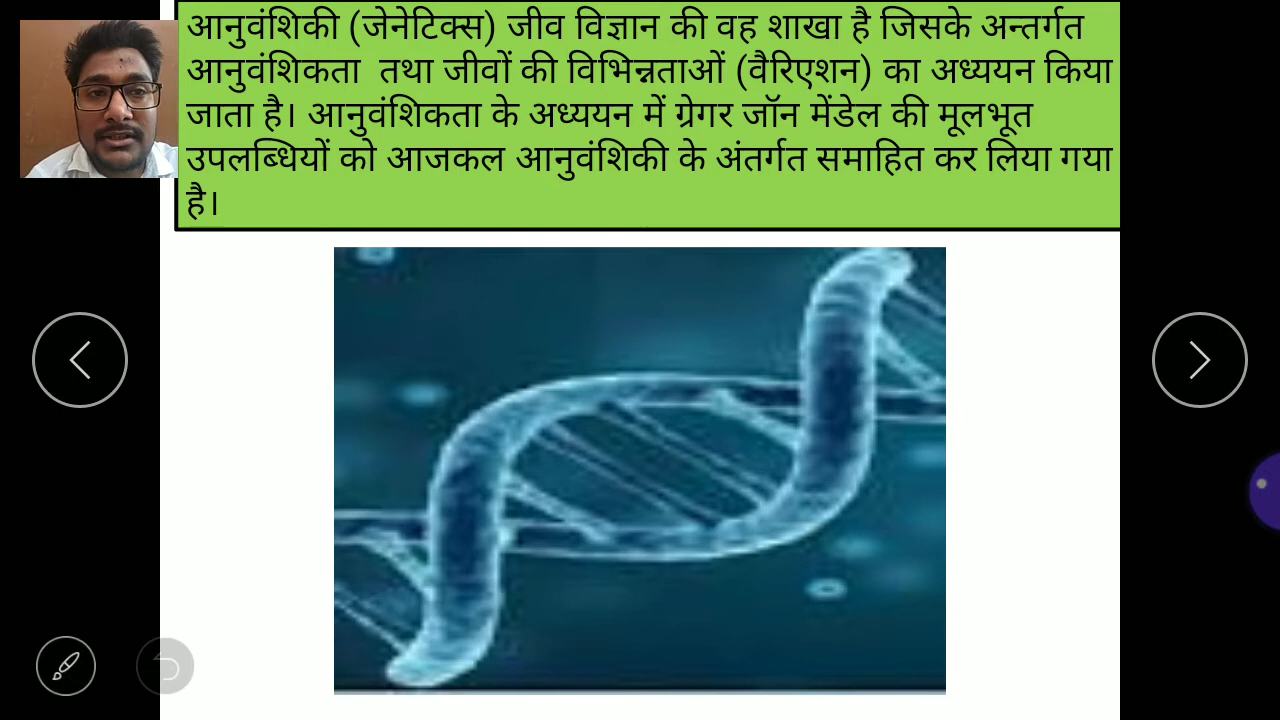 आनुवंशिकी (जेनेटिक्स) जीव विज्ञान की वह शाखा है जिसके अन्तर्गत
आनुवंशिकता तथा जीवों की विभिन्नताओं (वैरिएशन) का अध्ययन किया
जाता है। आनुवंशिकता के अध्ययन में ग्रेगर जॉन मेंडेल की मूलभूत
उपलब्धियों को आजकल आनुवंशिकी के अंतर्गत समाहित कर लिया गया
है।